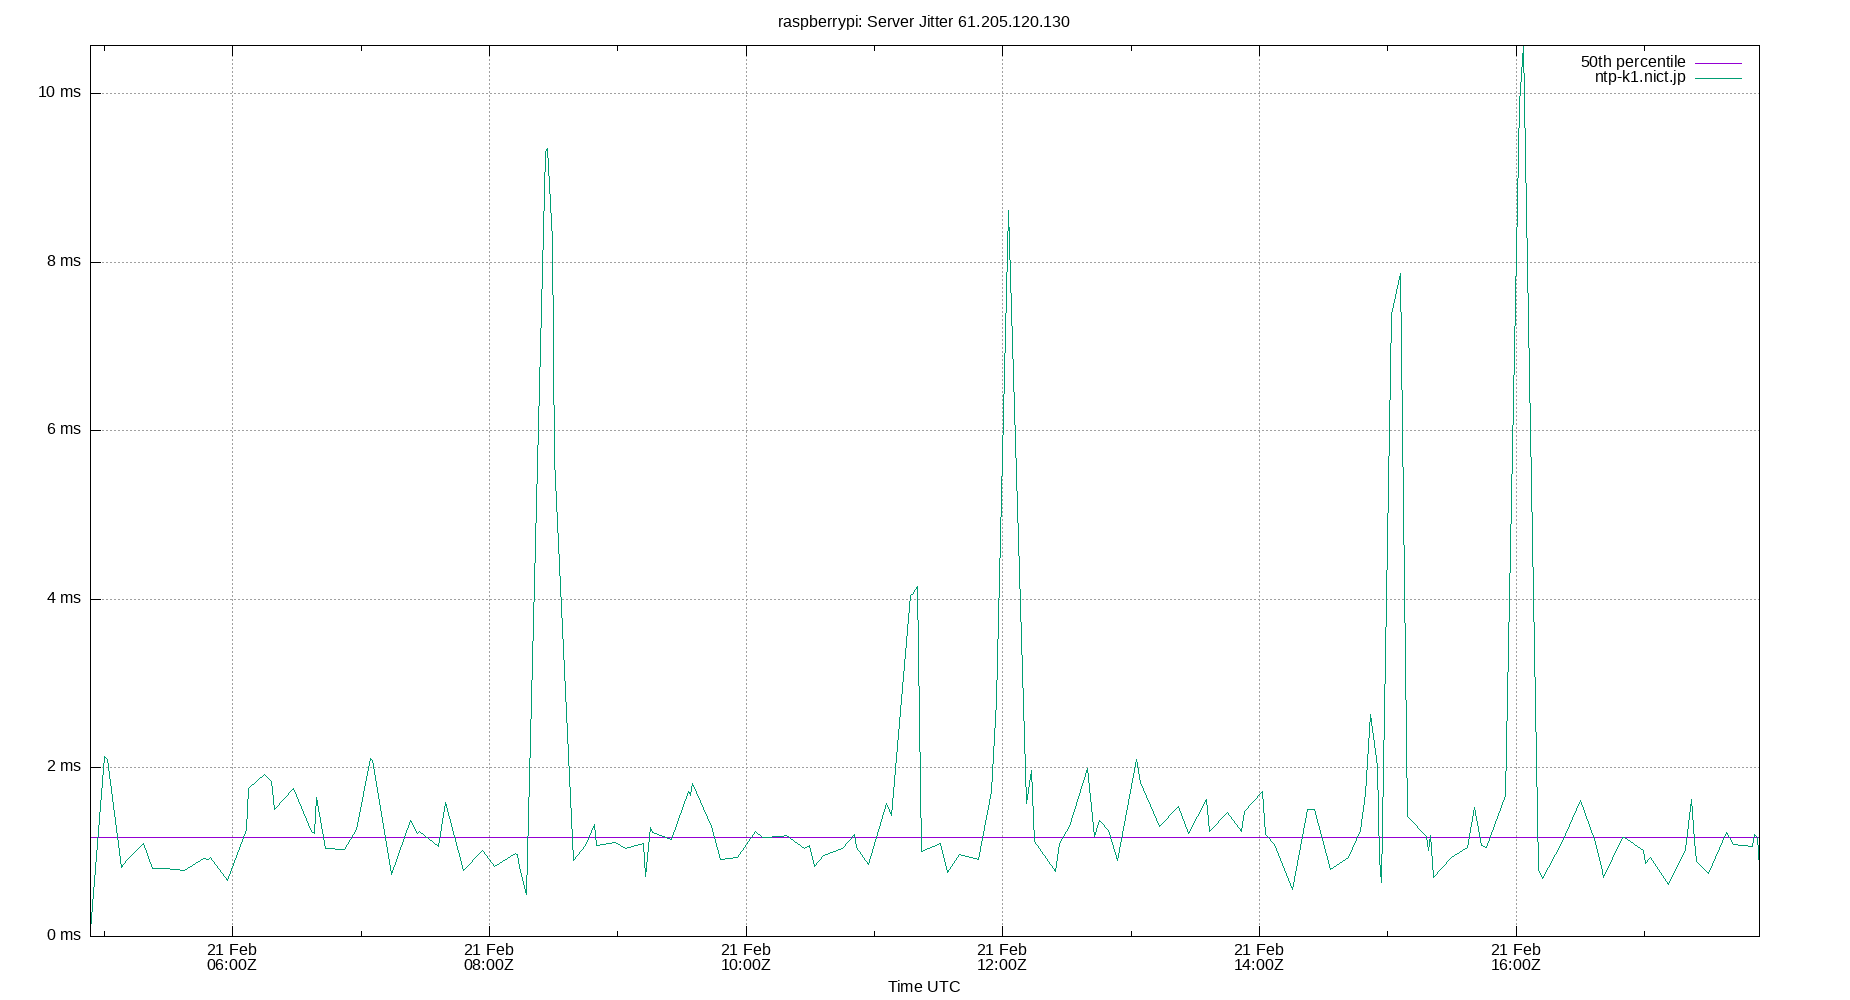 raspberrypi: Server Jitter 61.205.120.130
50th percentile
ntp-k1.nict.jp
10 ms
8 ms
6 ms
4 ms
2 ms
0 ms
21 Feb
06:00Z
21 Feb
08:00Z
21 Feb
10:00Z
21 Feb
12:00Z
21 Feb
14:00Z
21 Feb
16:00Z
Time UTC